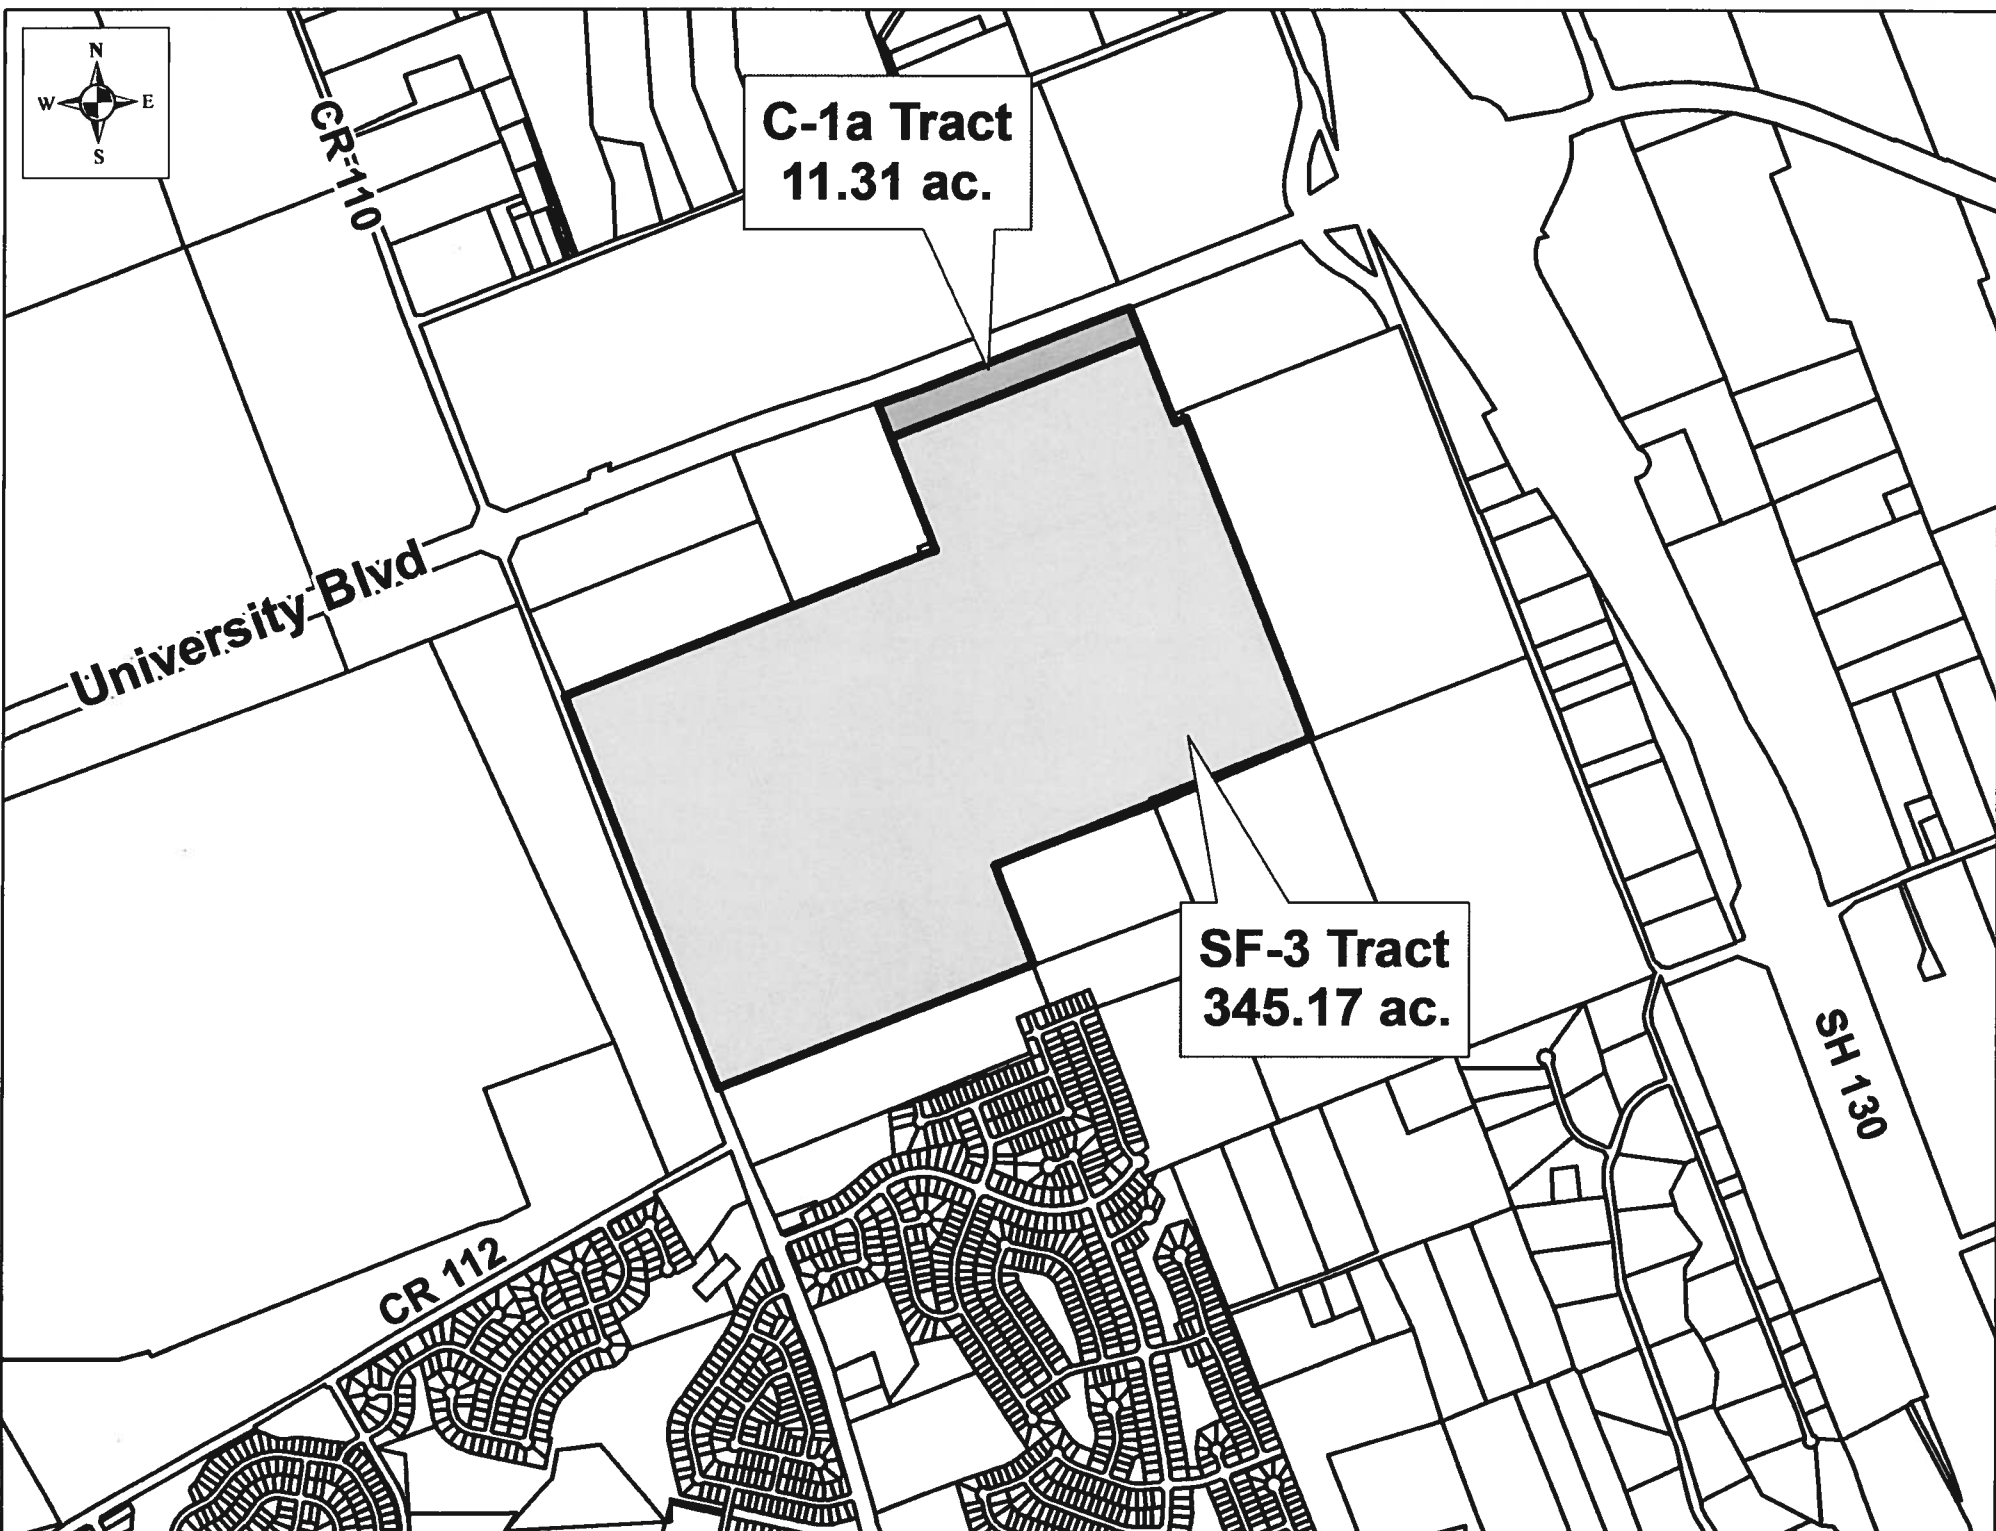 N
W E
S
CR 110
C-1a Tract
11.31 ac.
University Blvd
SF-3 Tract
345.17 ac.
SH 130
CR 112